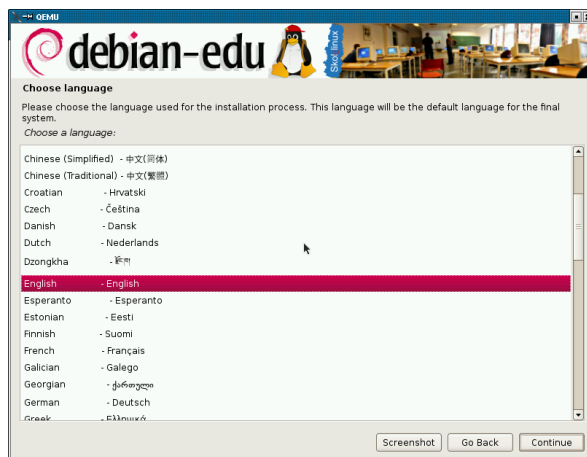 QEMU
debian-edu
Skolelinux
Choose language
Please choose the language used for the installation process. This language will be the default language for the final
system.
Choose a language:
Chinese (Simplified) - 中文(简体)
Chinese (Traditional) - 中文(繁體)
Croatian - Hrvatski
Czech - Čeština
Danish - Dansk
Dutch - Nederlands
Dzongkha - རྫོང་ཁ།
English - English
Esperanto - Esperanto
Estonian - Eesti
Finnish - Suomi
French - Français
Galician - Galego
Georgian - ქართული
German - Deutsch
Greek - Ελληνικά
Screenshot Go Back Continue